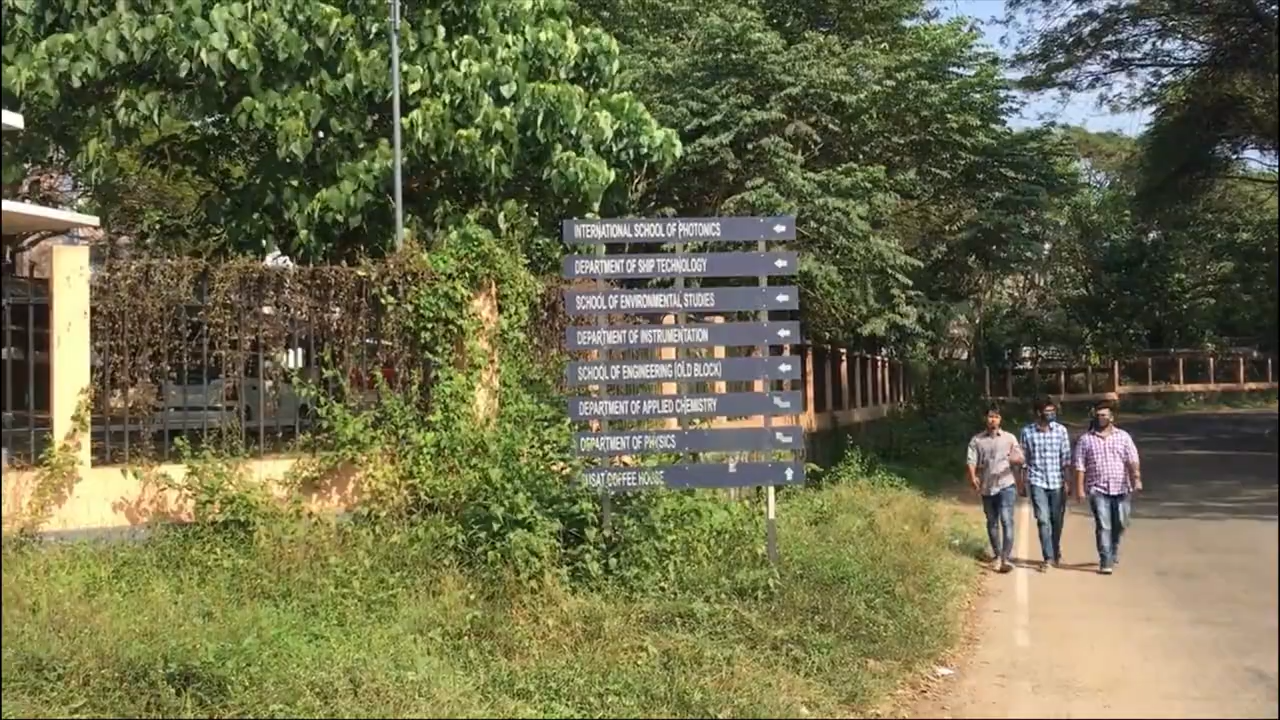 INTERNATIONAL SCHOOL OF PHOTONICS
DEPARTMENT OF SHIP TECHNOLOGY
SCHOOL OF ENVIRONMENTAL STUDIES
DEPARTMENT OF INSTRUMENTATION
SCHOOL OF ENGINEERING (OLD BLOCK)
DEPARTMENT OF APPLIED CHEMISTRY
DEPARTMENT OF PHYSICS
CUSAT COFFEE HOUSE